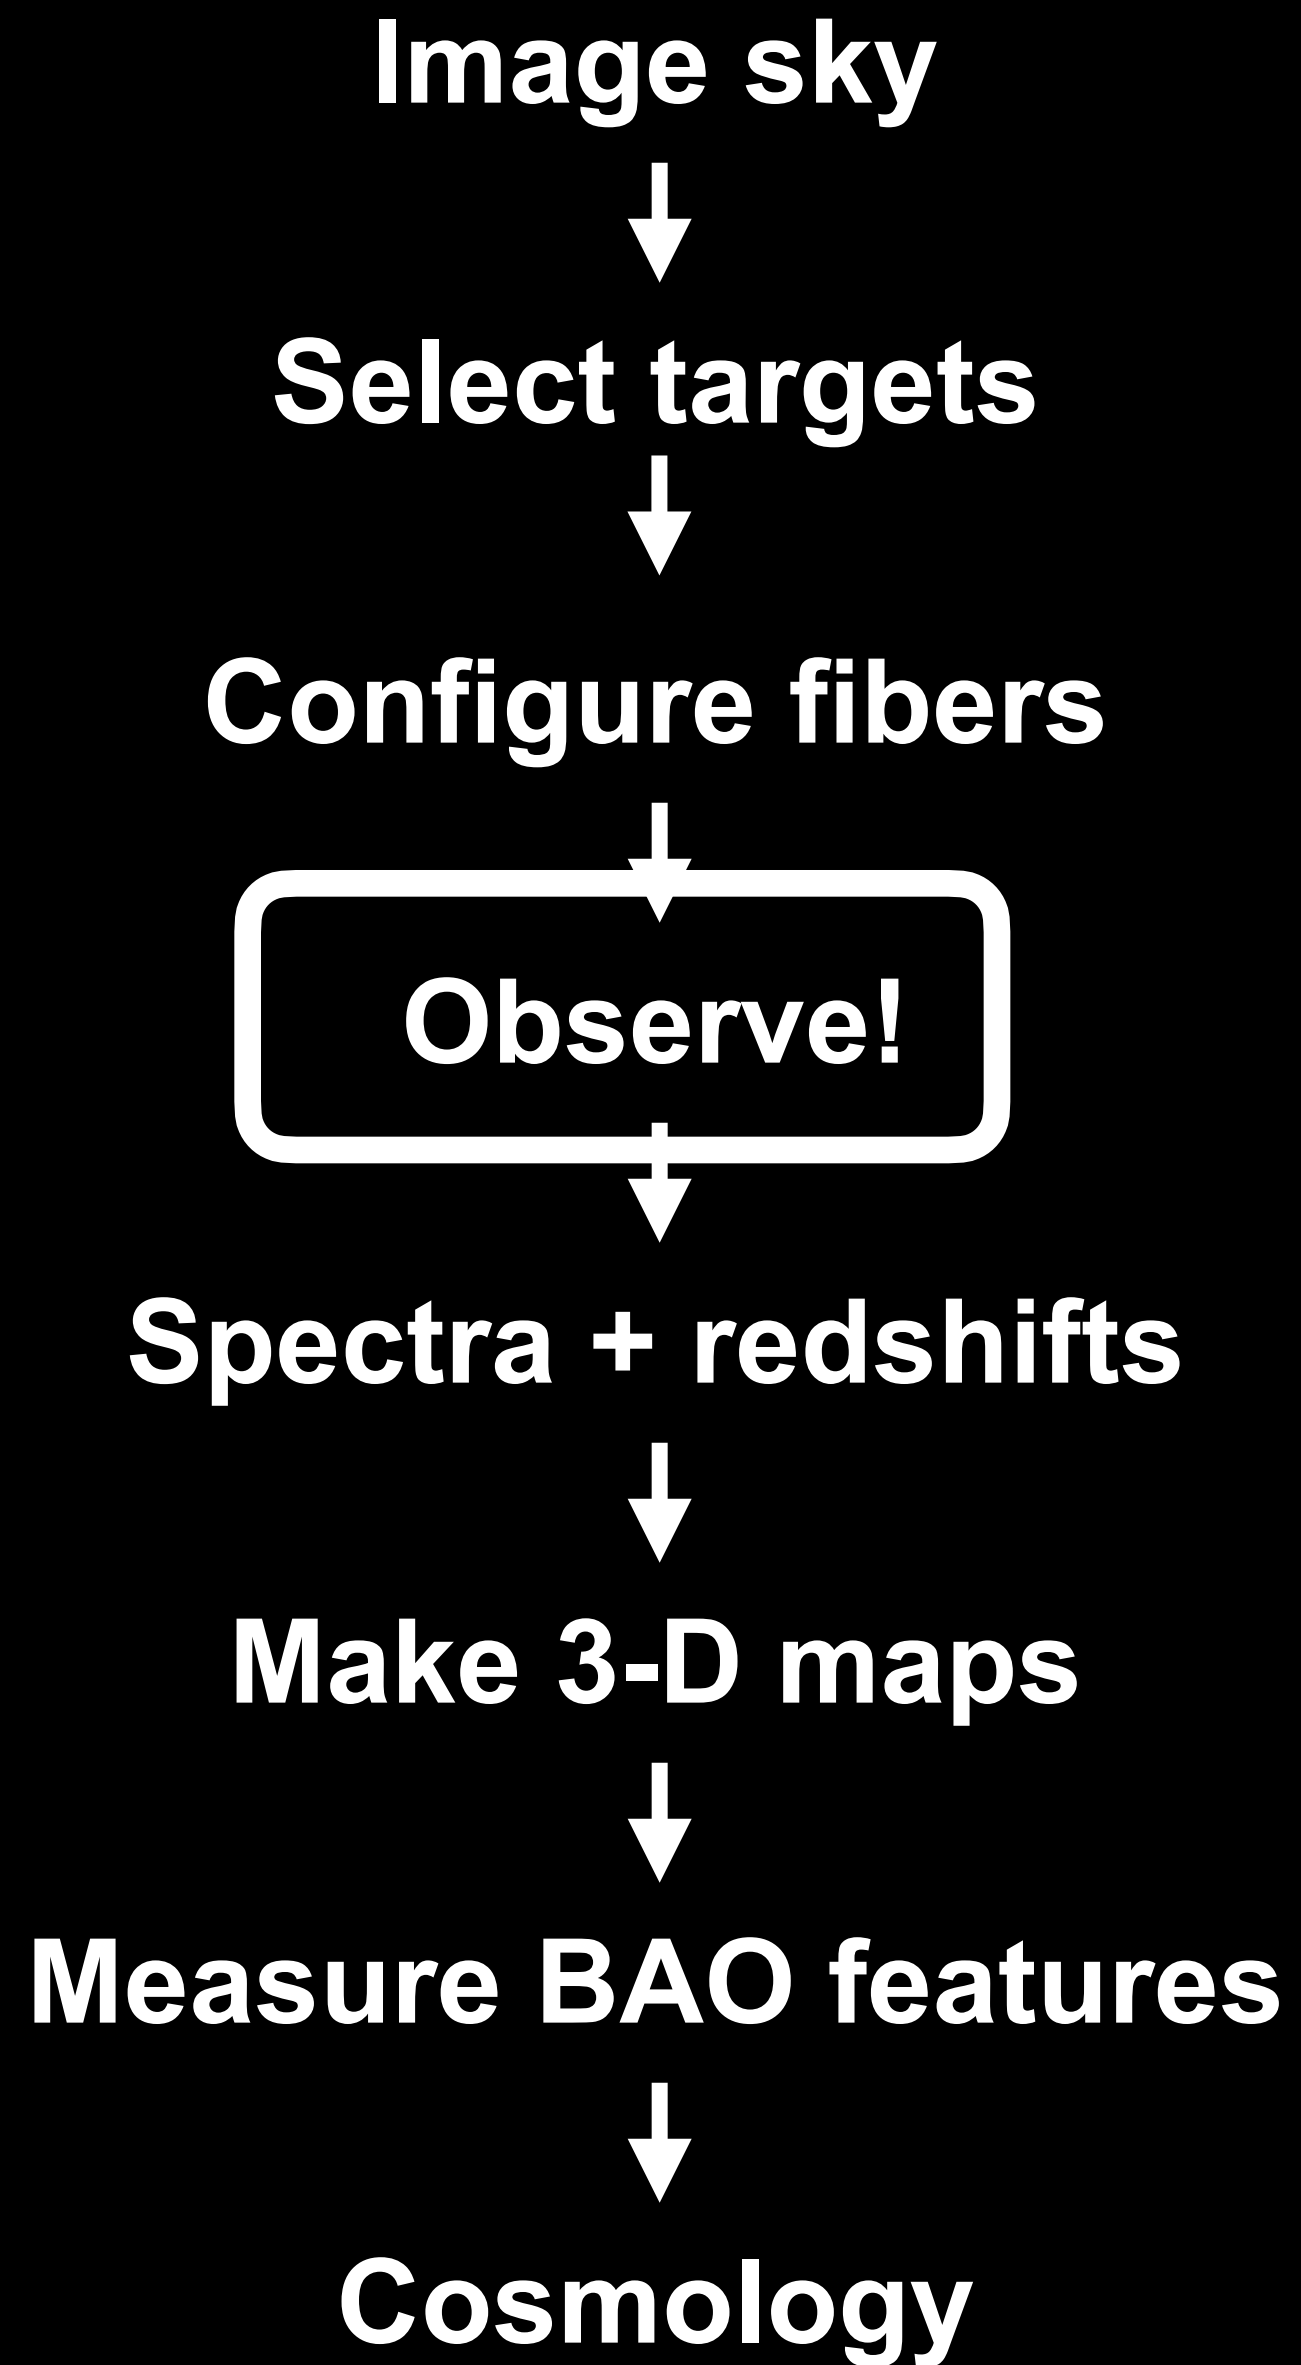 Image sky
Select targets
Configure fibers
Observe!
Spectra + redshifts
Make 3-D maps
Measure BAO features
Cosmology